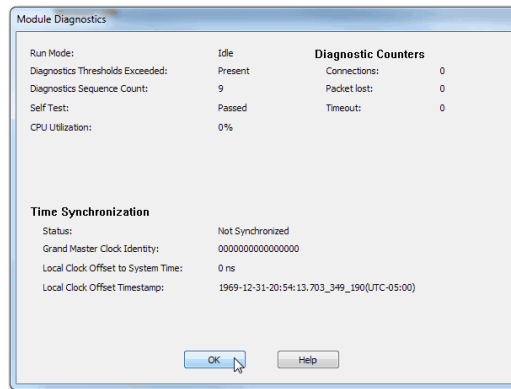 Module Diagnostics
Run Mode: Idle
Diagnostics Thresholds Exceeded: Present
Diagnostics Sequence Count: 9
Self Test: Passed
CPU Utilization: 0%
Diagnostic Counters
Connections: 0
Packet lost: 0
Timeout: 0
Time Synchronization
Status: Not Synchronized
Grand Master Clock Identity: 0000000000000000
Local Clock Offset to System Time: 0 ns
Local Clock Offset Timestamp: 1969-12-31-20:54:13.703_349_190(UTC-05:00)
OK Help